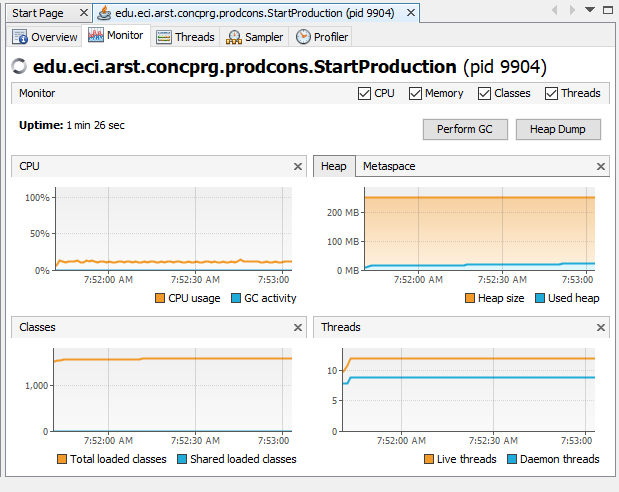 Start Page edu.eci.arst.concprg.prodcons.StartProduction (pid 9904)
Overview Monitor Threads Sampler Profiler
edu.eci.arst.concprg.prodcons.StartProduction (pid 9904)
Monitor CPU Memory Classes Threads
Uptime: 1 min 26 sec
Perform GC Heap Dump
CPU
100%
50%
0%
7:52:00 AM 7:52:30 AM 7:53:00
CPU usage GC activity
Heap Metaspace
200 MB
100 MB
0 MB
7:52:00 AM 7:52:30 AM 7:53:00
Heap size Used heap
Classes
1,000
0
7:52:00 AM 7:52:30 AM 7:53:00
Total loaded classes Shared loaded classes
Threads
10
5
0
7:52:00 AM 7:52:30 AM 7:53:00
Live threads Daemon threads